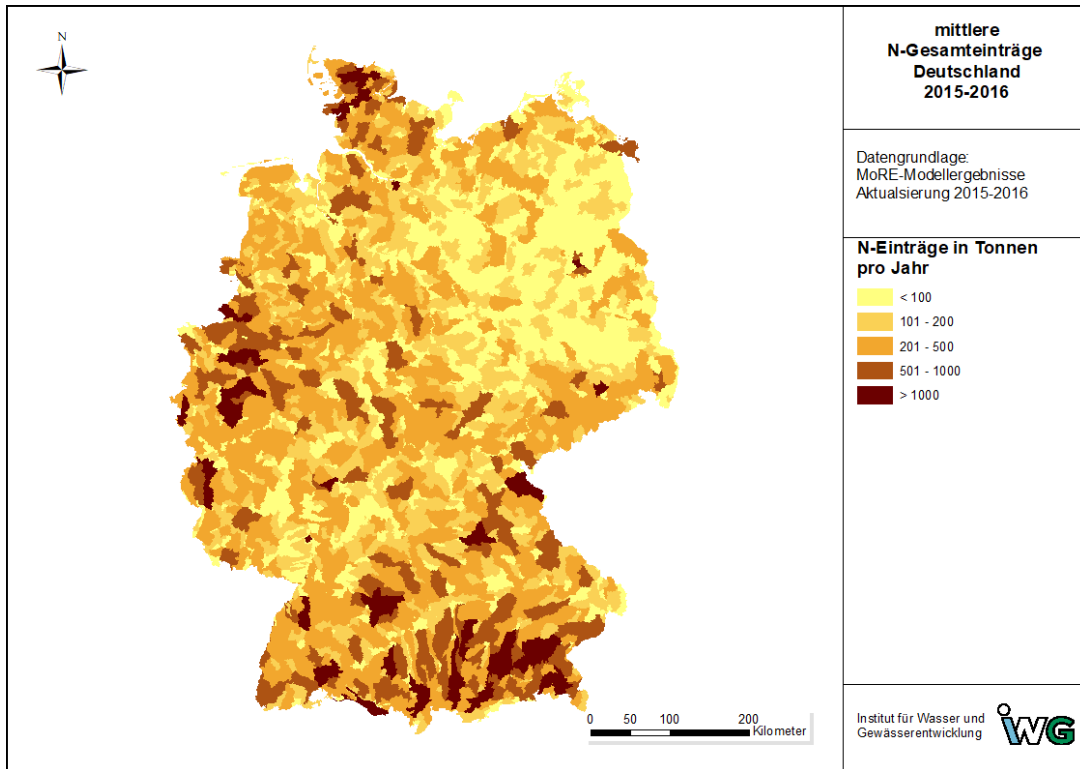 N
mittlere
N-Gesamteinträge
Deutschland
2015-2016
Datengrundlage:
MoRE-Modellergebnisse
Aktualsierung 2015-2016
N-Einträge in Tonnen
pro Jahr
< 100
101 - 200
201 - 500
501 - 1000
> 1000
0 50 100 200
Kilometer
Institut für Wasser und
Gewässerentwicklung
iWG